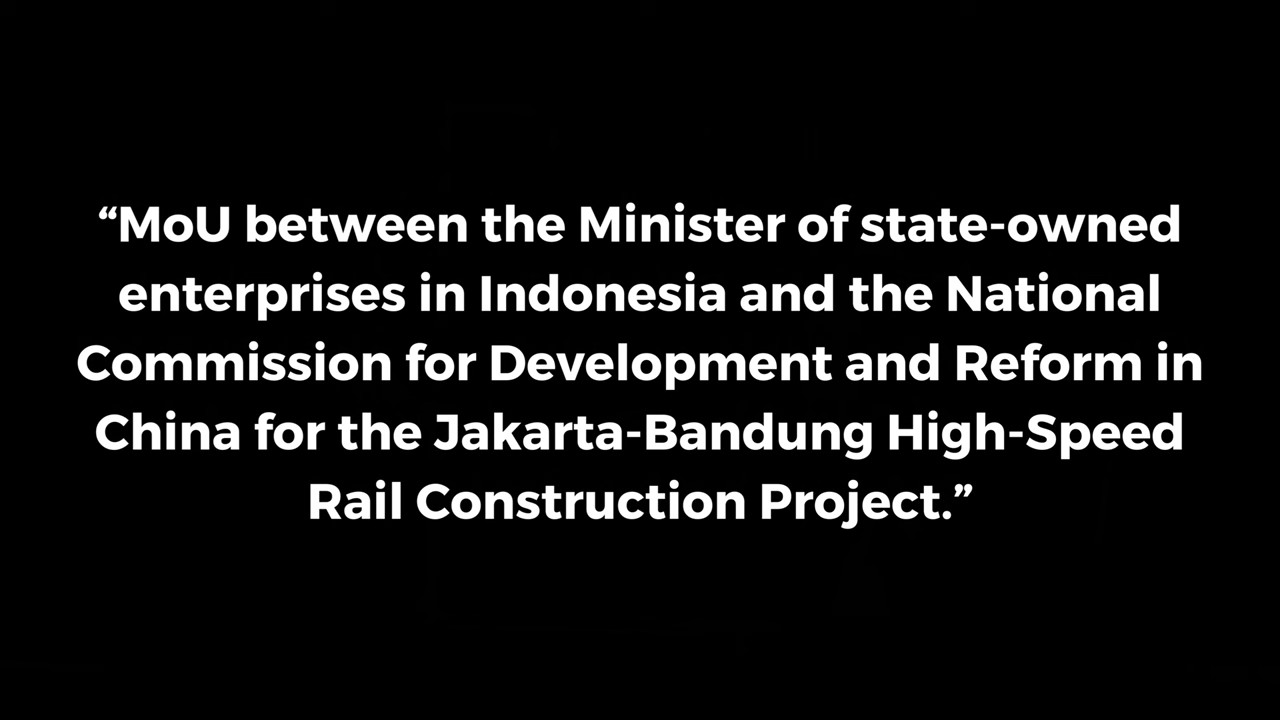 “MoU between the Minister of state-owned
enterprises in Indonesia and the National
Commission for Development and Reform in
China for the Jakarta-Bandung High-Speed
Rail Construction Project.”